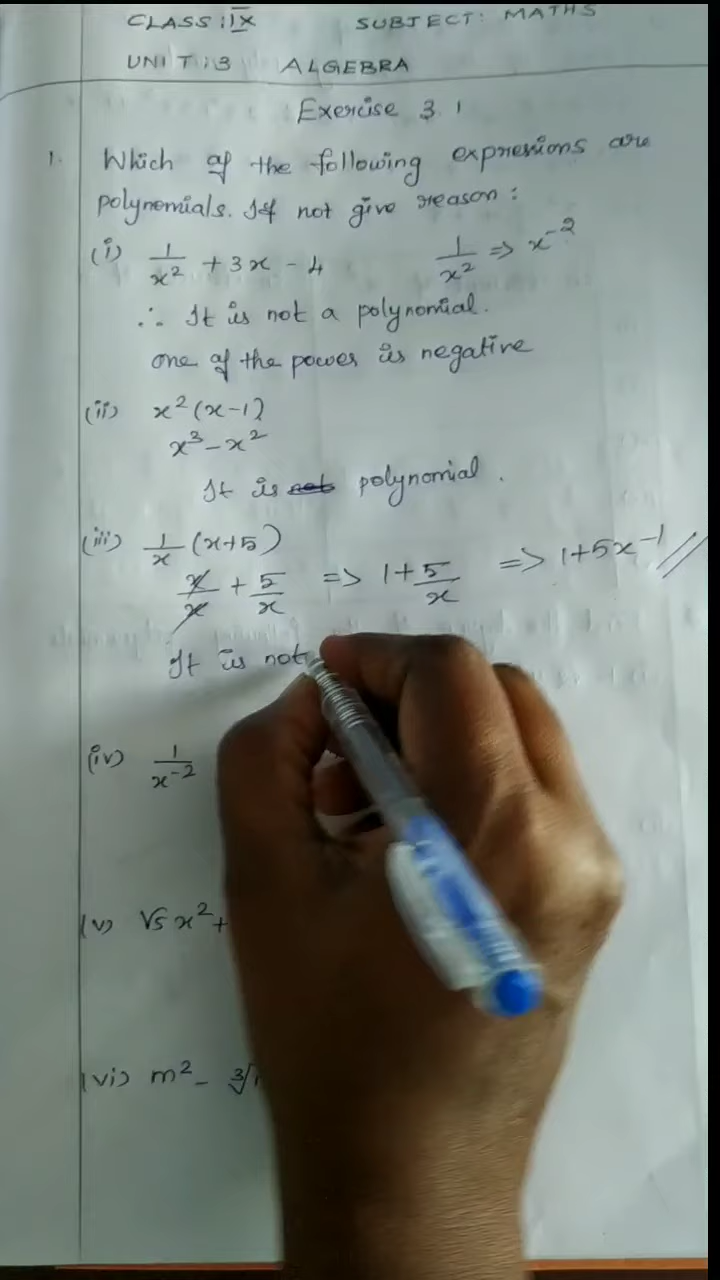 CLASS: IX SUBJECT: MATHS
UNIT: 3 ALGEBRA
Exercise 3.1
1. Which of the following expressions are
polynomials. If not give reason:
(i) 1/x² + 3x - 4 1/x² => x⁻²
∴ It is not a polynomial.
one of the power is negative
(ii) x²(x-1)
x³ - x²
It is not polynomial.
(iii) 1/x (x+5)
x/x + 5/x => 1 + 5/x => 1+5x⁻¹ //
It is not
(iv) 1/x⁻²
(v) √5 x² +
(vi) m² - ∛